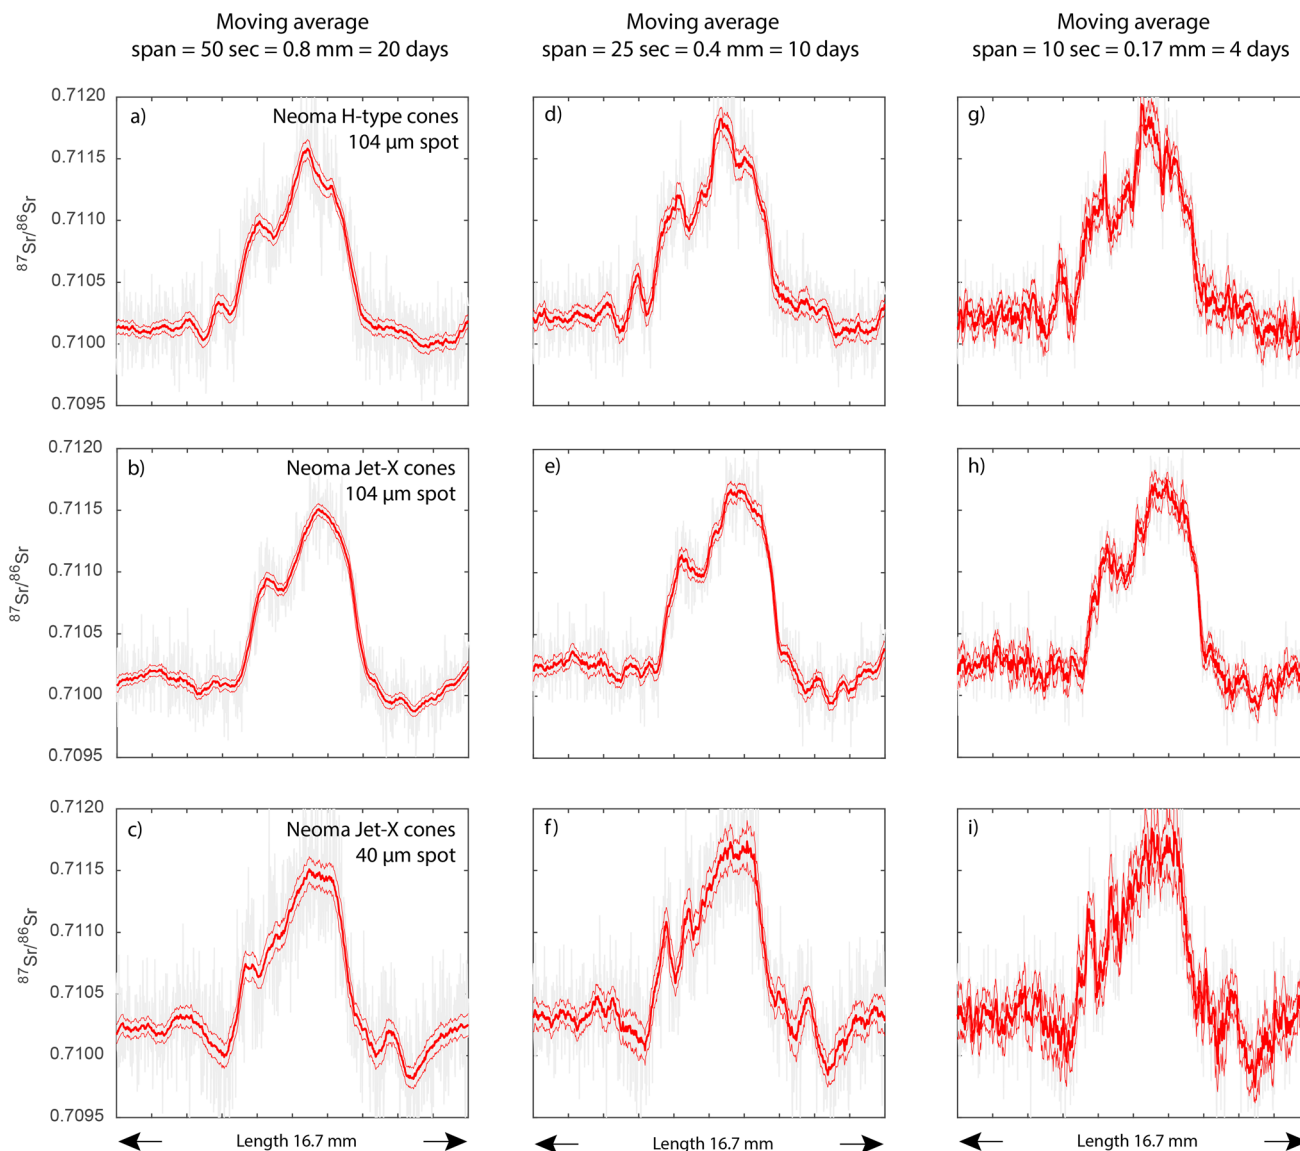 Moving average
span = 50 sec = 0.8 mm = 20 days
Moving average
span = 25 sec = 0.4 mm = 10 days
Moving average
span = 10 sec = 0.17 mm = 4 days
0.7120
0.7115
0.7110
0.7105
0.7100
0.7095
87Sr/86Sr
a)
Neoma H-type cones
104 µm spot
d)
g)
0.7120
0.7115
0.7110
0.7105
0.7100
0.7095
87Sr/86Sr
b)
Neoma Jet-X cones
104 µm spot
e)
h)
0.7120
0.7115
0.7110
0.7105
0.7100
0.7095
87Sr/86Sr
c)
Neoma Jet-X cones
40 µm spot
f)
i)
Length 16.7 mm
Length 16.7 mm
Length 16.7 mm